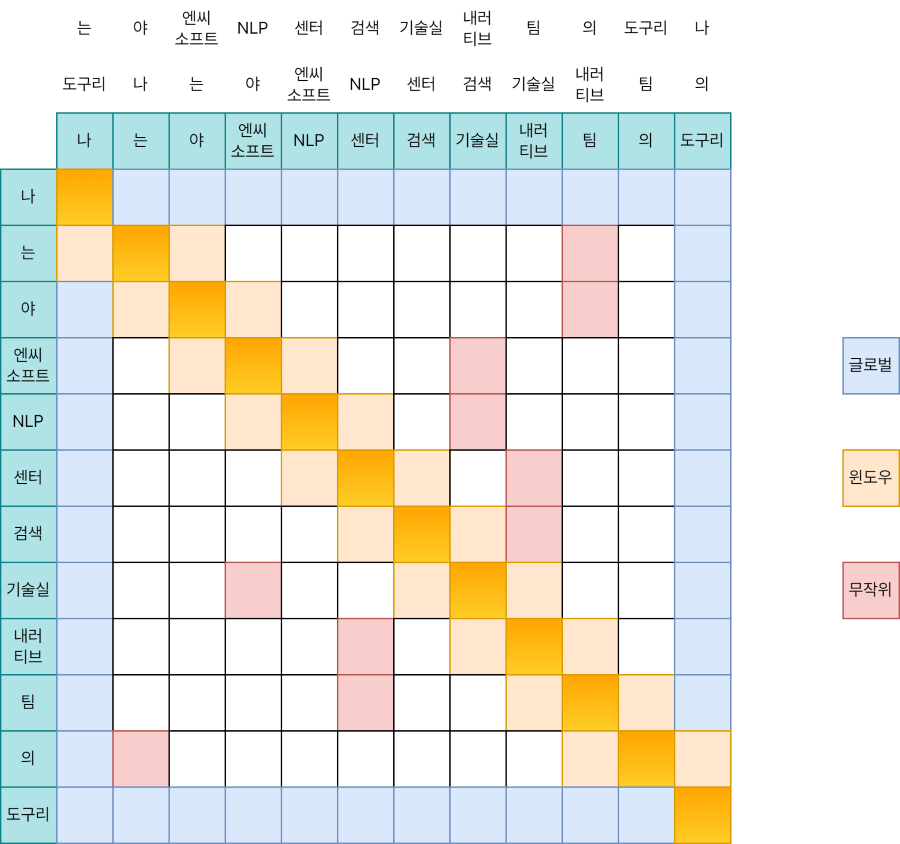 는 야 엔씨소프트 NLP 센터 검색 기술실 내러티브 팀 의 도구리 나
도구리 나 는 야 엔씨소프트 NLP 센터 검색 기술실 내러티브 팀 의
나 는 야 엔씨소프트 NLP 센터 검색 기술실 내러티브 팀 의 도구리
나
는
야
엔씨
소프트
글로벌
NLP
센터
윈도우
검색
기술실
무작위
내러
티브
팀
의
도구리